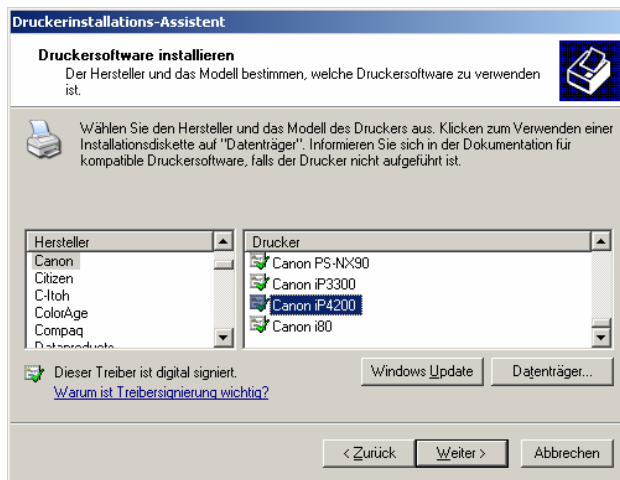 Druckerinstallations-Assistent
Druckersoftware installieren
Der Hersteller und das Modell bestimmen, welche Druckersoftware zu verwenden
ist.
Wählen Sie den Hersteller und das Modell des Druckers aus. Klicken zum Verwenden einer
Installationsdiskette auf "Datenträger". Informieren Sie sich in der Dokumentation für
kompatible Druckersoftware, falls der Drucker nicht aufgeführt ist.
Hersteller
Canon
Citizen
C-Itoh
ColorAge
Compaq
Dataproducts
Drucker
Canon PS-NX90
Canon iP3300
Canon iP4200
Canon i80
Dieser Treiber ist digital signiert.
Warum ist Treibersignierung wichtig?
Windows Update
Datenträger...
< Zurück
Weiter >
Abbrechen